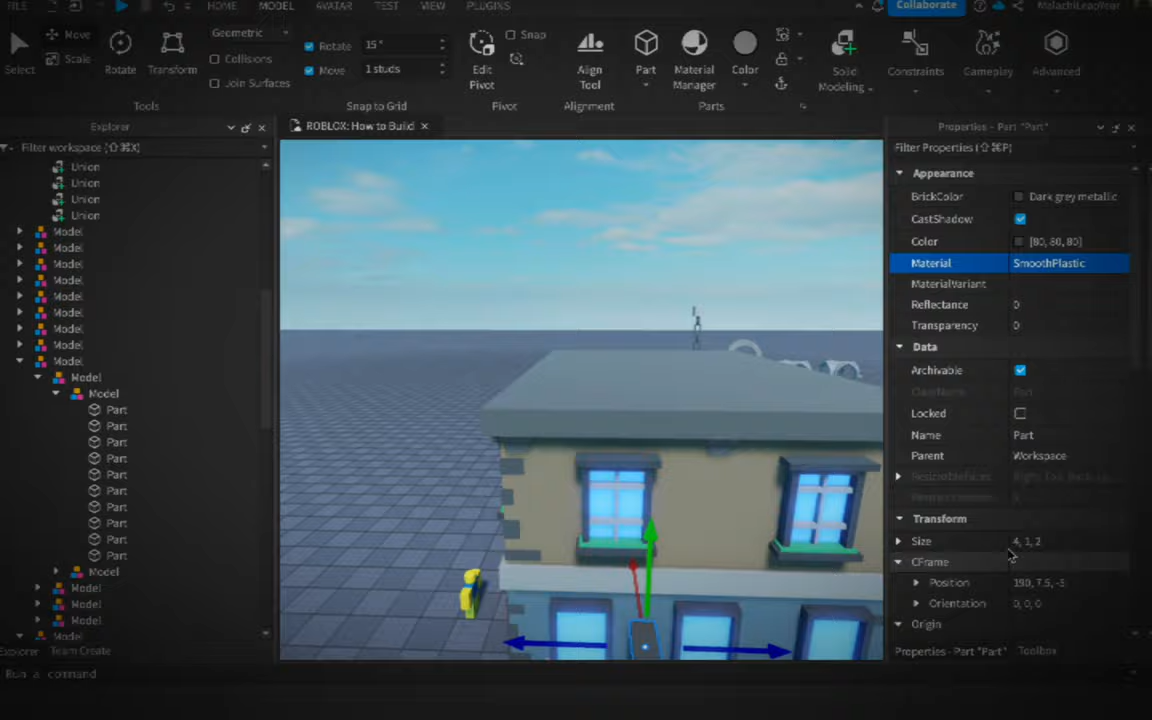 FILE HOME MODEL AVATAR TEST VIEW PLUGINS Collaborate MalachiLeapYear
Select Move Scale Rotate Transform
Geometric
Collisions
Join Surfaces
Rotate 15°
Move 1 studs
Edit Pivot
Snap
Align Tool
Part
Material Manager
Color
Solid Modeling
Constraints
Gameplay
Advanced
Tools Snap to Grid Pivot Alignment Parts
Explorer
Filter workspace (⇧⌘X)
Union
Union
Union
Union
Model
Model
Model
Model
Model
Model
Model
Model
Model
Model
Model
Part
Part
Part
Part
Part
Part
Part
Part
Part
Part
Model
Model
Model
Model
Model
Explorer Team Create
Run a command
ROBLOX: How to Build
Properties - Part "Part"
Filter Properties (⇧⌘P)
Appearance
BrickColor Dark grey metallic
CastShadow
Color [80, 80, 80]
Material SmoothPlastic
MaterialVariant
Reflectance 0
Transparency 0
Data
Archivable
ClassName Part
Locked
Name Part
Parent Workspace
Transform
Size 4, 1, 2
CFrame
Position 190, 7.5, -5
Orientation 0, 0, 0
Origin
Properties - Part "Part" Toolbox